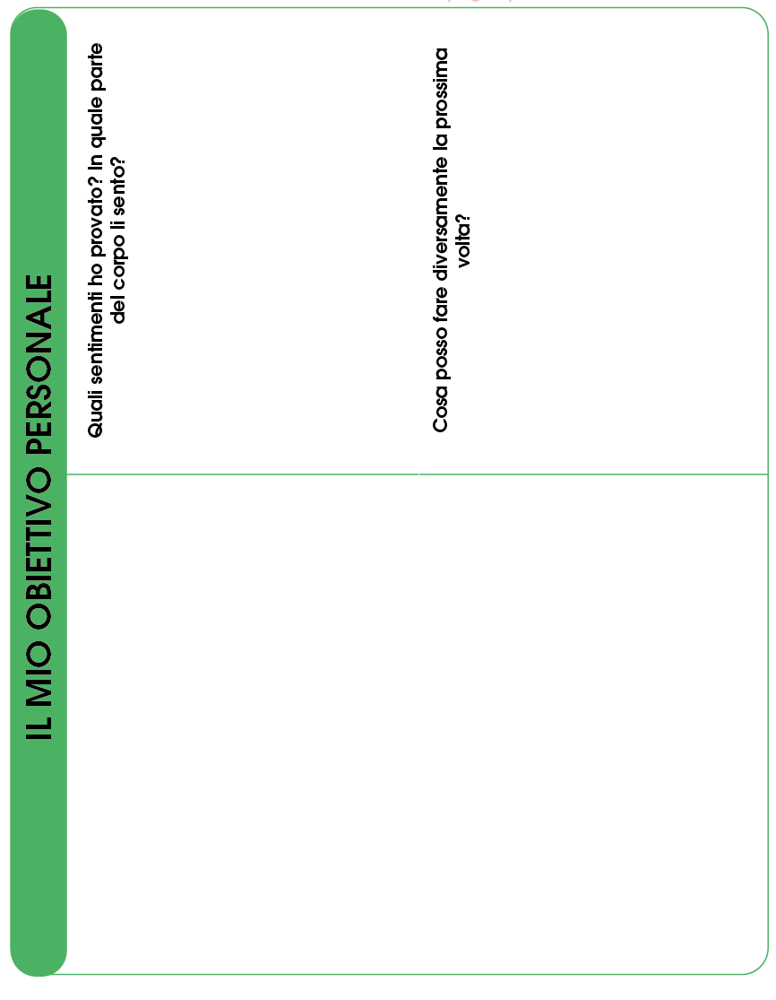 IL MIO OBIETTIVO PERSONALE
Quali sentimenti ho provato? In quale parte
del corpo li sento?
Cosa posso fare diversamente la prossima
volta?